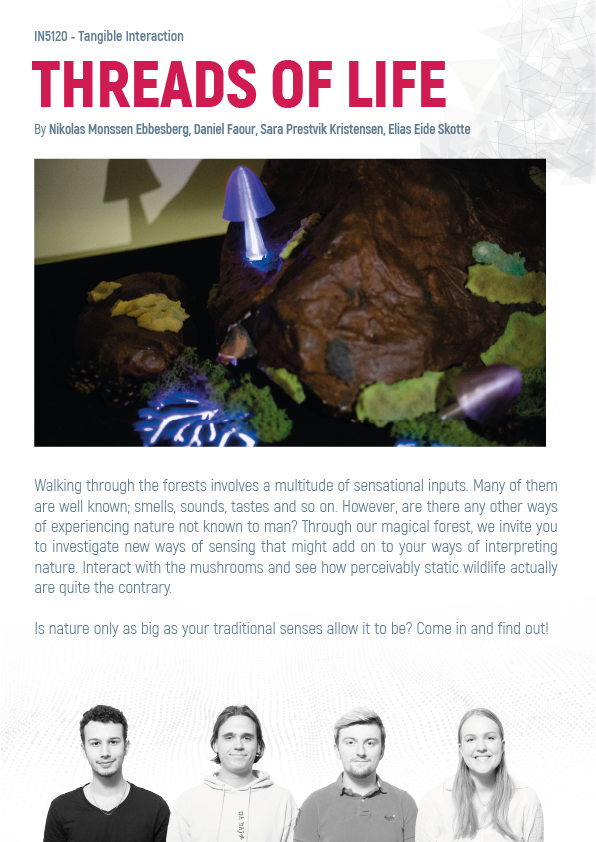 IN5120 - Tangible Interaction
THREADS OF LIFE
By Nikolas Monssen Ebbesberg, Daniel Faour, Sara Prestvik Kristensen, Elias Eide Skotte
Walking through the forests involves a multitude of sensational inputs. Many of them
are well known; smells, sounds, tastes and so on. However, are there any other ways
of experiencing nature not known to man? Through our magical forest, we invite you
to investigate new ways of sensing that might add on to your ways of interpreting
nature. Interact with the mushrooms and see how perceivably static wildlife actually
are quite the contrary.
Is nature only as big as your traditional senses allow it to be? Come in and find out!